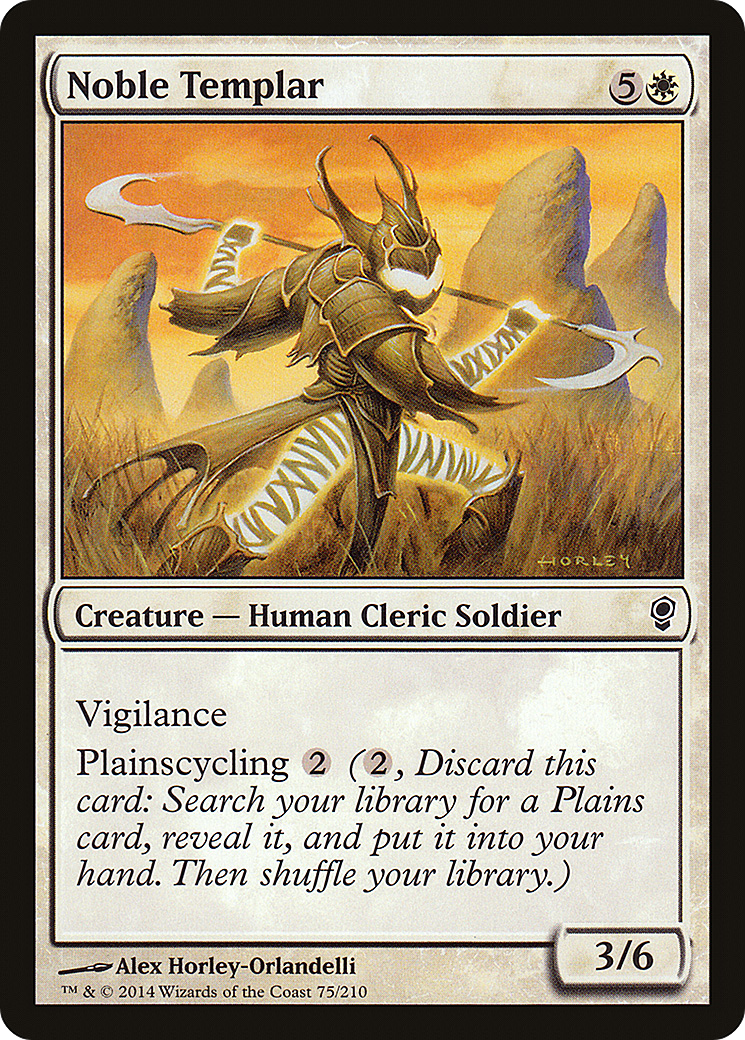 Noble Templar 5
HORLEY
Creature — Human Cleric Soldier
Vigilance
Plainscycling 2 (2, Discard this
card: Search your library for a Plains
card, reveal it, and put it into your
hand. Then shuffle your library.)
3/6
Alex Horley-Orlandelli
™ & © 2014 Wizards of the Coast 75/210